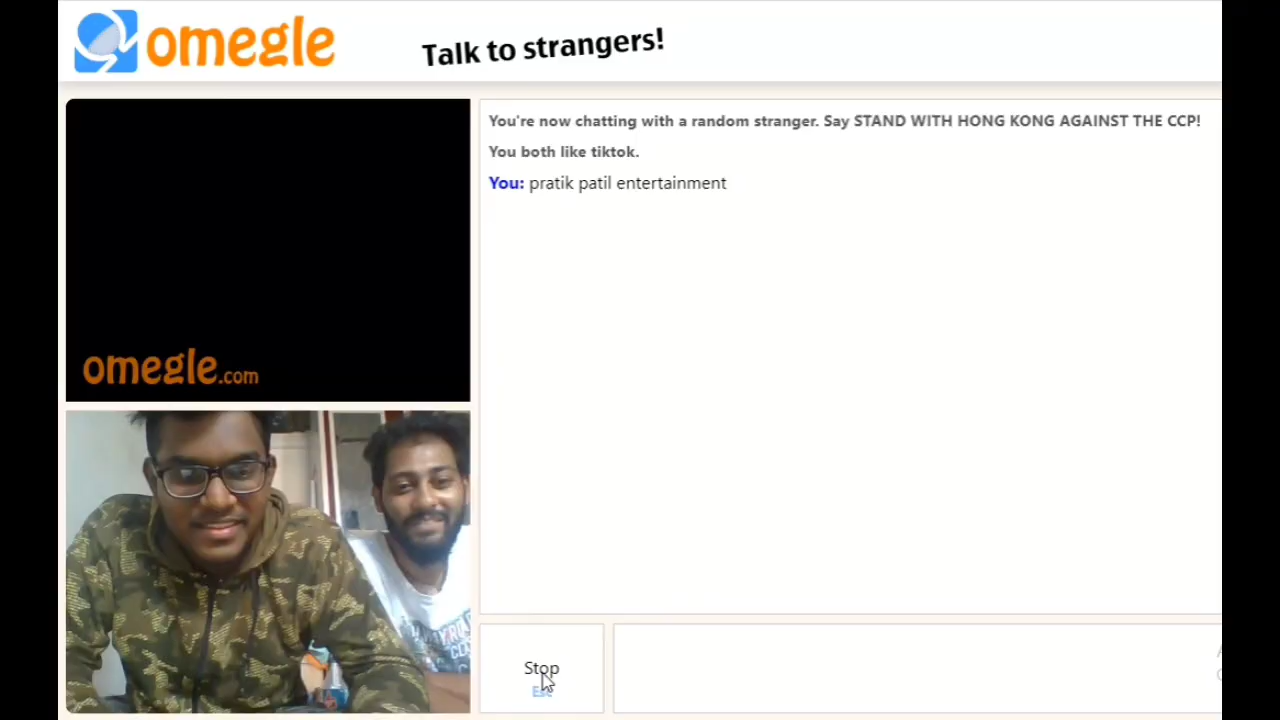 omegle
Talk to strangers!
You're now chatting with a random stranger. Say STAND WITH HONG KONG AGAINST THE CCP!
You both like tiktok.
You: pratik patil entertainment
omegle.com
Stop
Esc